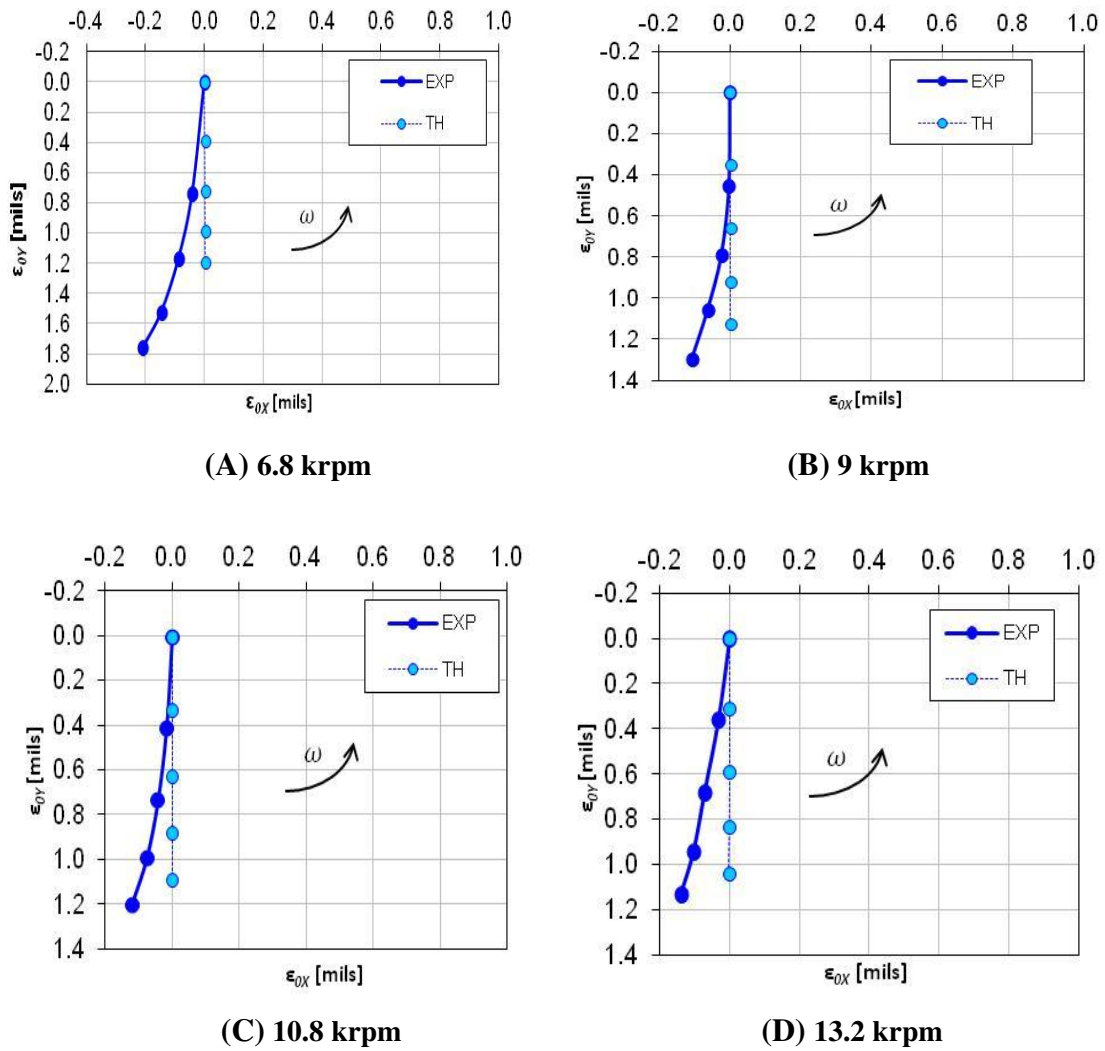 -0.4 -0.2 0.0 0.2 0.4 0.6 0.8 1.0
-0.2
0.0
0.2
0.4
0.6
0.8
1.0
1.2
1.4
1.6
1.8
2.0
ε0Y [mils]
EXP
TH
ω
ε0X [mils]
(A) 6.8 krpm
-0.2 0.0 0.2 0.4 0.6 0.8 1.0
-0.2
0.0
0.2
0.4
0.6
0.8
1.0
1.2
1.4
ε0Y [mils]
EXP
TH
ω
ε0X [mils]
(B) 9 krpm
-0.2 0.0 0.2 0.4 0.6 0.8 1.0
-0.2
0.0
0.2
0.4
0.6
0.8
1.0
1.2
1.4
ε0Y [mils]
EXP
TH
ω
ε0X [mils]
(C) 10.8 krpm
-0.2 0.0 0.2 0.4 0.6 0.8 1.0
-0.2
0.0
0.2
0.4
0.6
0.8
1.0
1.2
1.4
ε0Y [mils]
EXP
TH
ω
ε0X [mils]
(D) 13.2 krpm